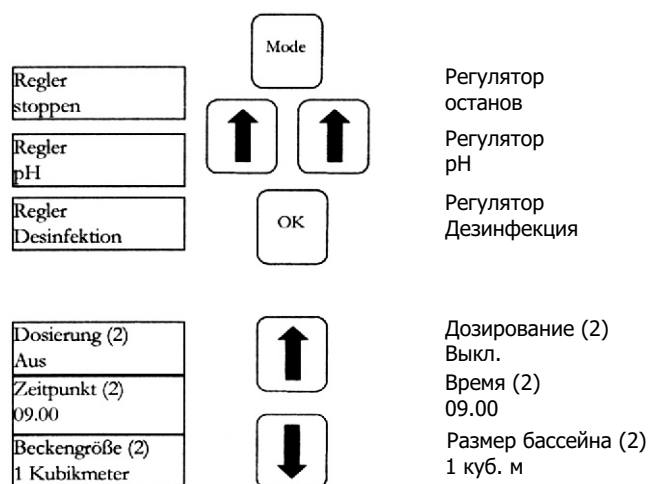 Mode
Regler
stoppen
Регулятор
останов
Regler
pH
Регулятор
pH
Regler
Desinfektion
OK
Регулятор
Дезинфекция
Dosierung (2)
Aus
Дозирование (2)
Выкл.
Zeitpunkt (2)
09.00
Время (2)
09.00
Beckengröße (2)
1 Kubikmeter
Размер бассейна (2)
1 куб. м